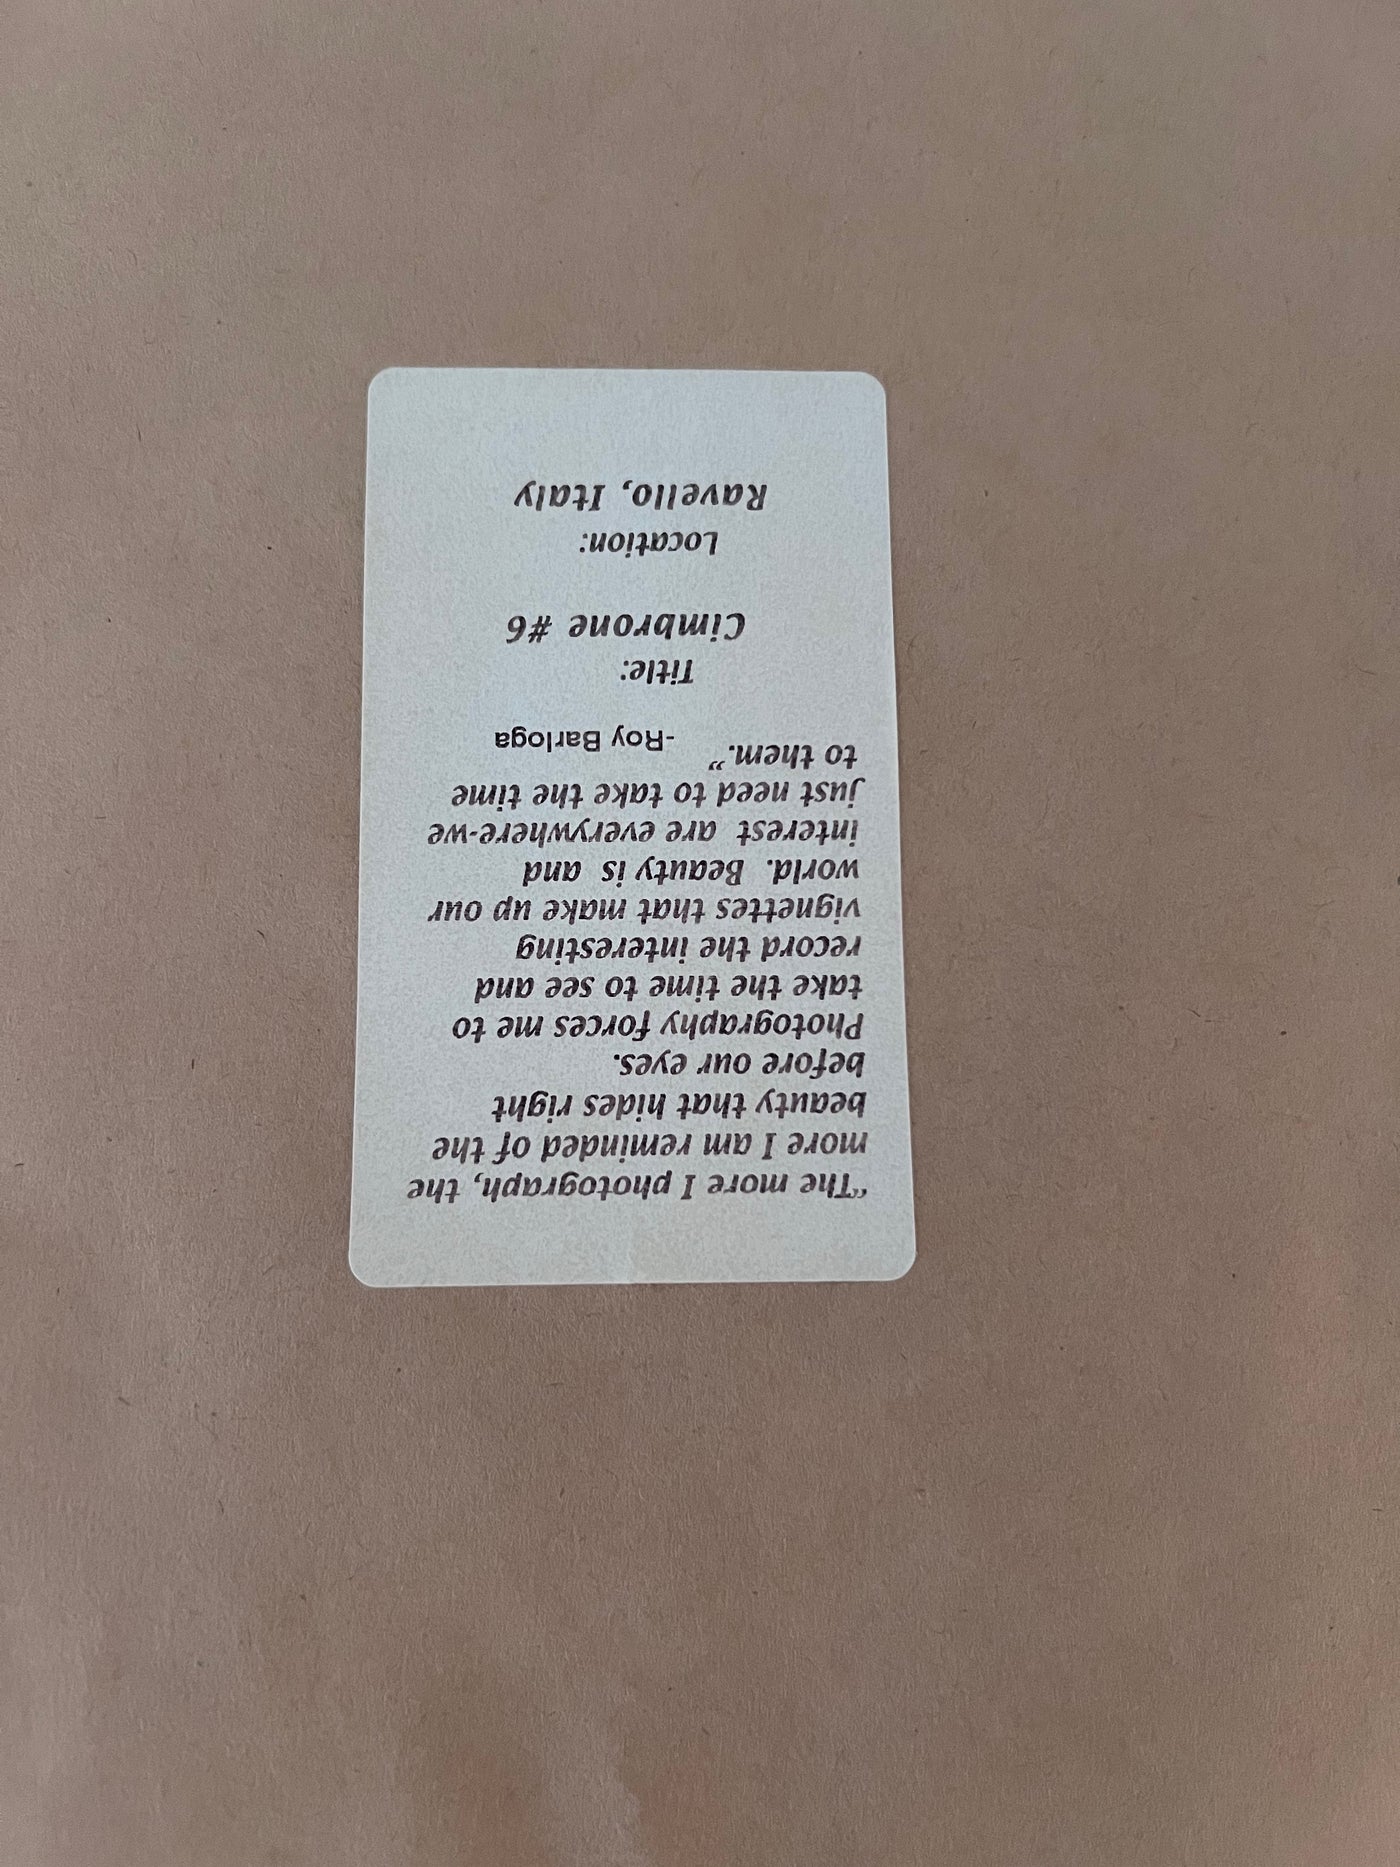 “The more I photograph, the
more I am reminded of the
beauty that hides right
before our eyes.
Photography forces me to
take the time to see and
record the interesting
vignettes that make up our
world. Beauty is and
interest are everywhere-we
just need to take the time
to them.”
-Roy Barloga
Title:
Cimbrone #6
Location:
Ravello, Italy